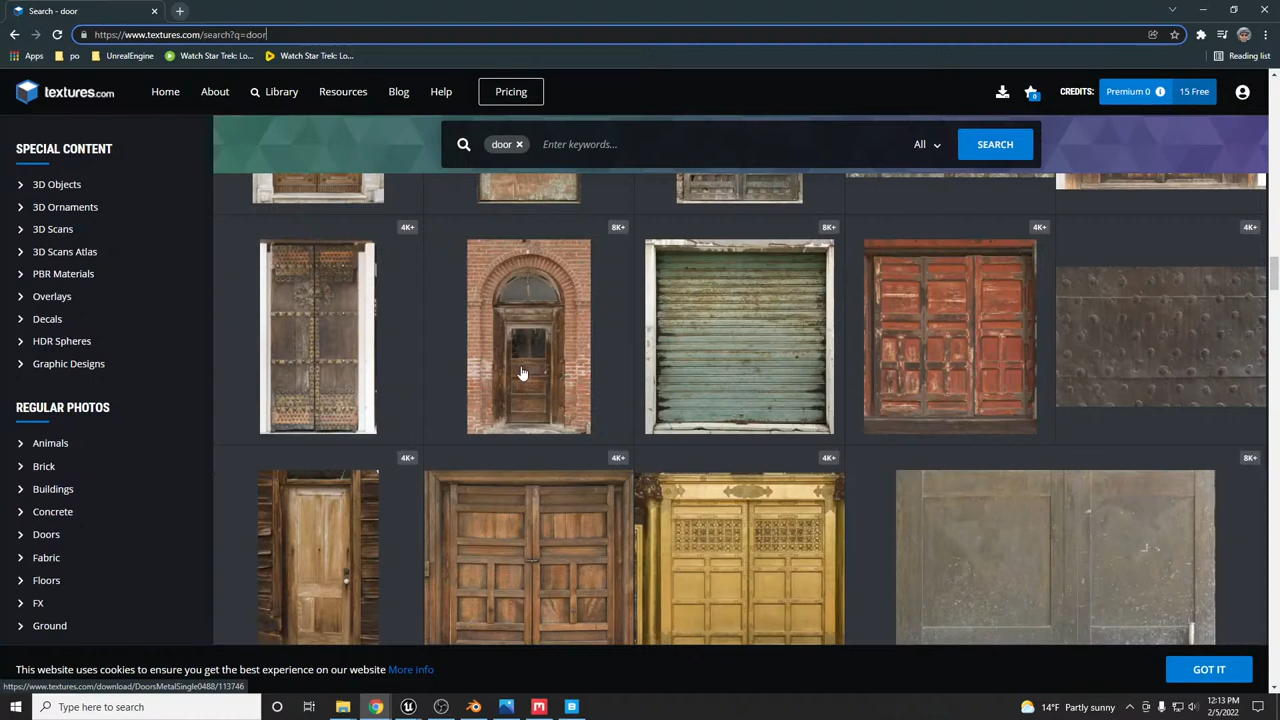 Search - door
https://www.textures.com/search?q=door
Apps po UnrealEngine Watch Star Trek: Lo... Watch Star Trek: Lo... Reading list
textures.com Home About Library Resources Blog Help Pricing 0 CREDITS: Premium 0 15 Free
SPECIAL CONTENT
door Enter keywords... All SEARCH
3D Objects
3D Ornaments
3D Scans
3D Scans Atlas
PBR Materials
Overlays
Decals
HDR Spheres
Graphic Designs
REGULAR PHOTOS
Animals
Brick
Buildings
Concrete
Doors
Fabric
Floors
FX
Ground
4K+ 8K+ 8K+ 4K+ 4K+
4K+ 4K+ 4K+ 8K+
This website uses cookies to ensure you get the best experience on our website More info GOT IT
https://www.textures.com/download/DoorsMetalSingle0488/113746
Type here to search 14°F Partly sunny 12:13 PM
2/5/2022